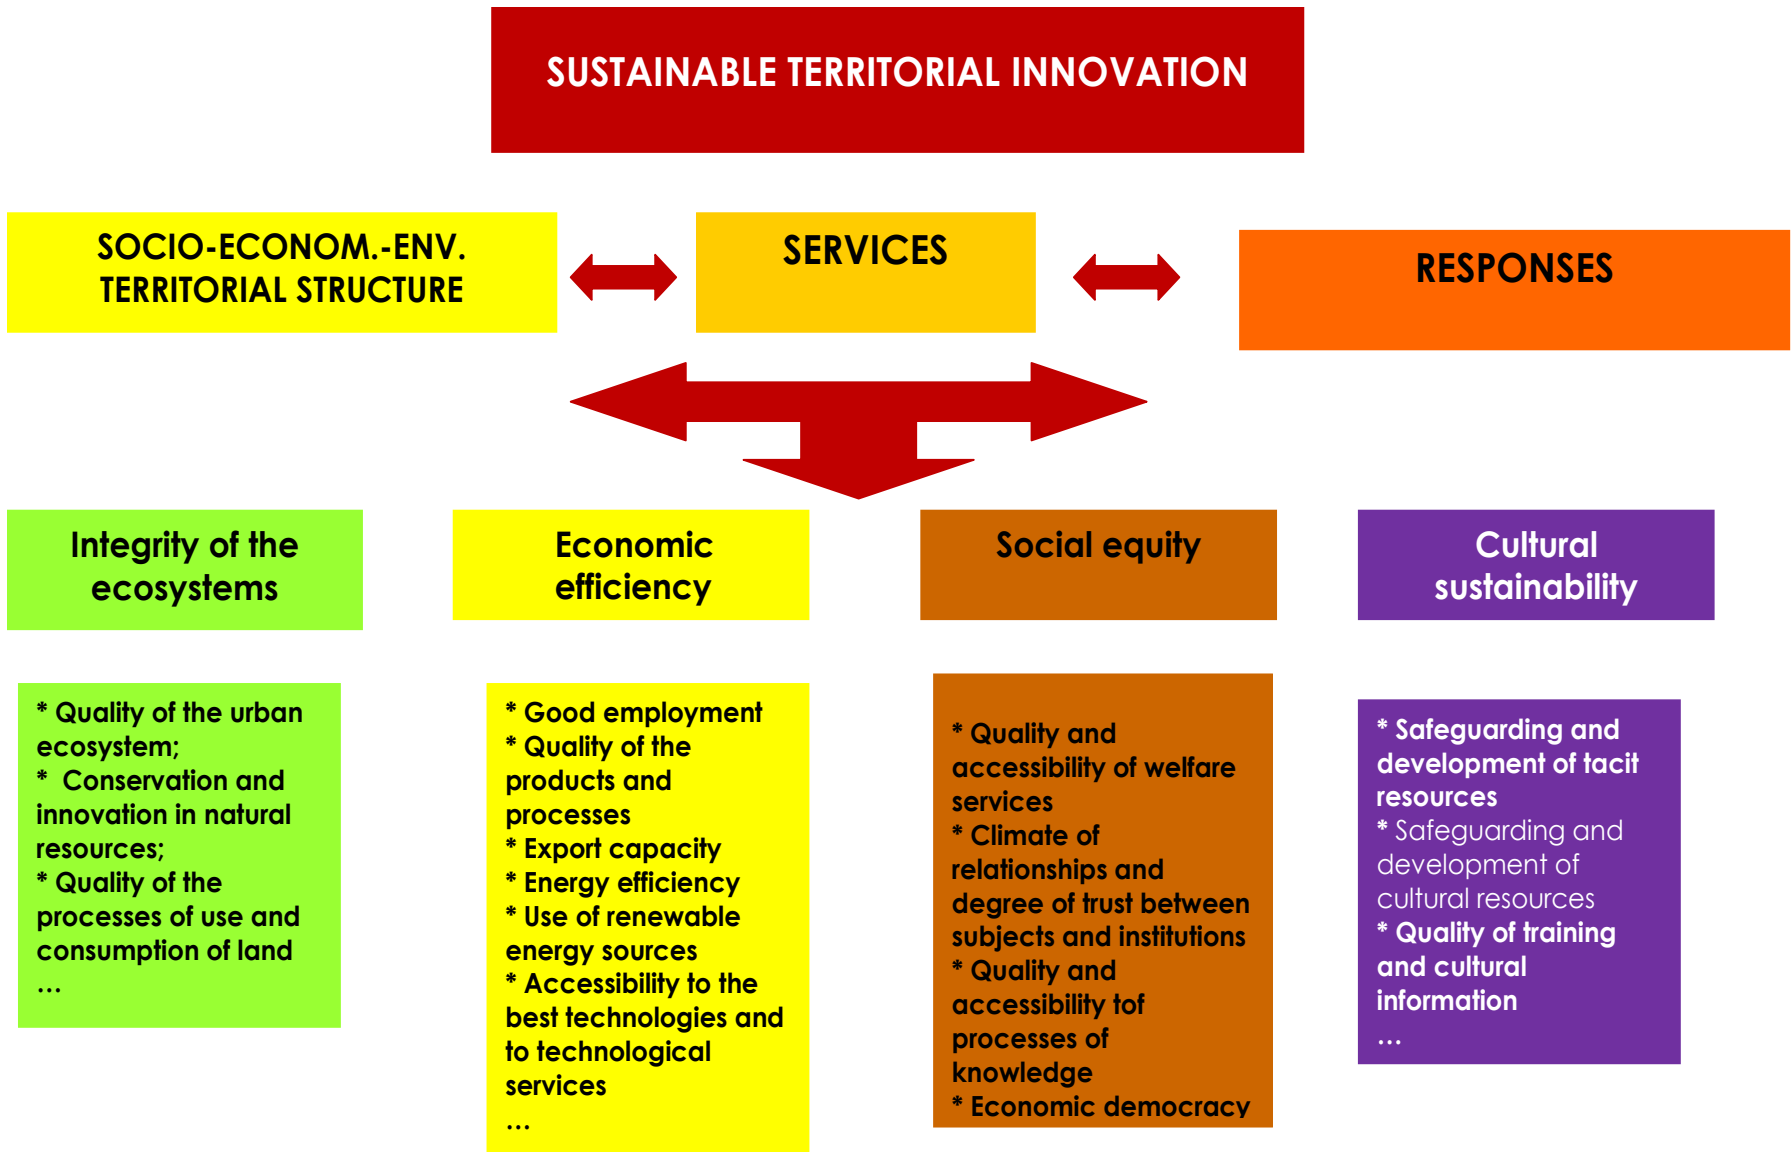 SUSTAINABLE TERRITORIAL INNOVATION
SOCIO-ECONOM.-ENV.
TERRITORIAL STRUCTURE
SERVICES
RESPONSES
Integrity of the
ecosystems
Economic
efficiency
Social equity
Cultural
sustainability
* Quality of the urban
ecosystem;
*  Conservation and
innovation in natural
resources;
* Quality of the
processes of use and
consumption of land
...
* Good employment
* Quality of the
products and
processes
* Export capacity
* Energy efficiency
* Use of renewable
energy sources
* Accessibility to the
best technologies and
to technological
services
...
* Quality and
accessibility of welfare
services
* Climate of
relationships and
degree of trust between
subjects and institutions
* Quality and
accessibility tof
processes of
knowledge
* Economic democracy
* Safeguarding and
development of tacit
resources
* Safeguarding and
development of
cultural resources
* Quality of training
and cultural
information
...